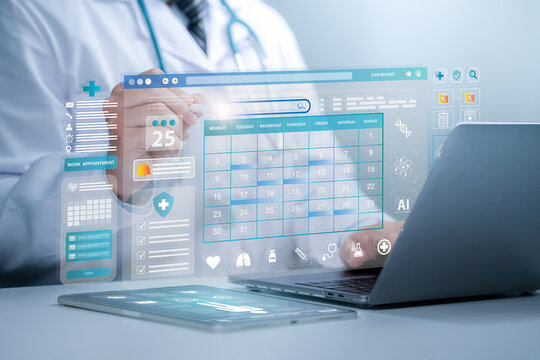 DASHBOARD
25
BOOK APPOINTMENT
MONDAY TUESDAY WEDNESDAY THURSDAY FRIDAY SATURDAY SUNDAY
1
2 3 4 5 6 7 8
9 10 11 12 13 14 15
16 17 18 19 20 21 22
23 24 25 26 27 28 29
30
AI